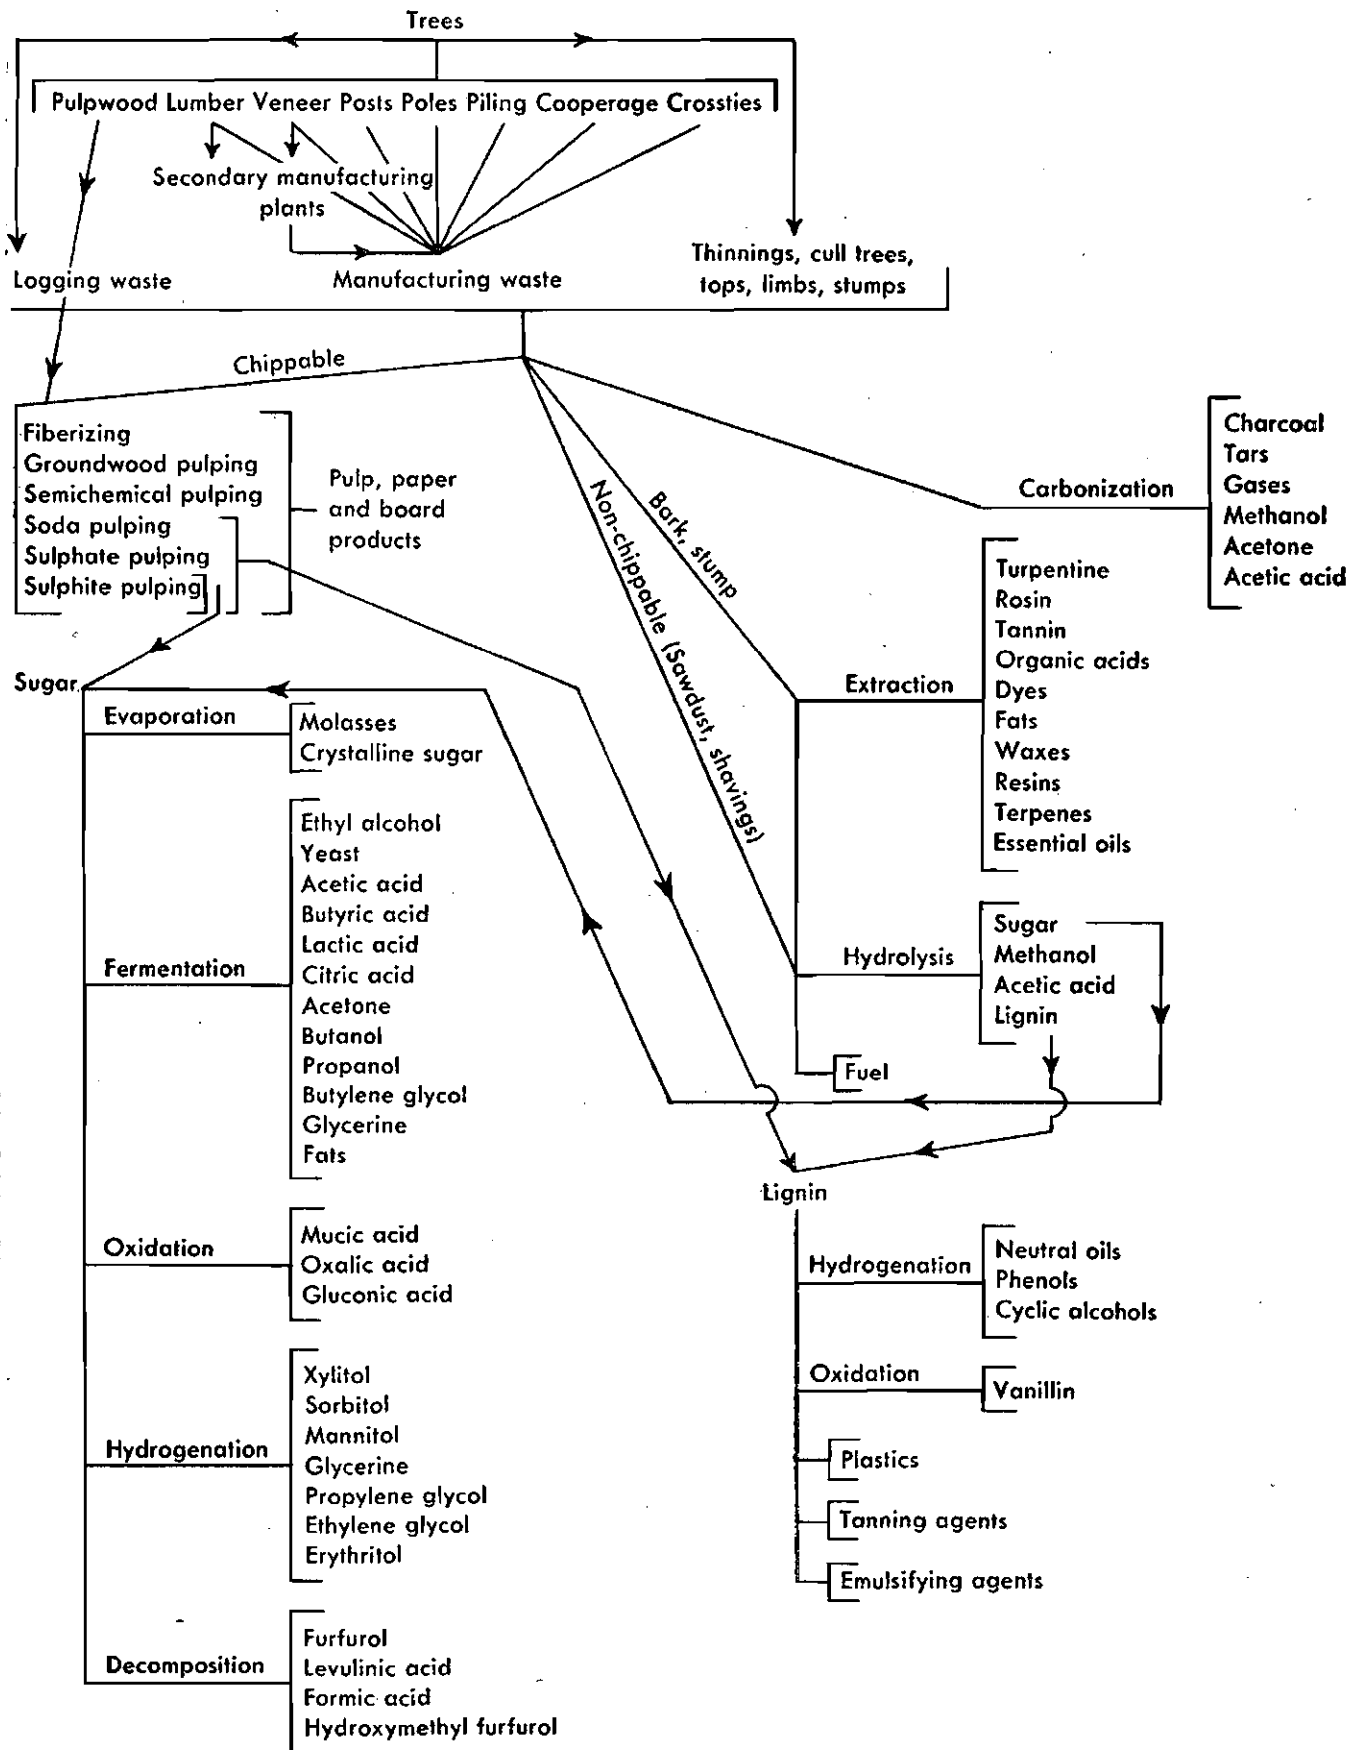 Trees
Pulpwood Lumber Veneer Posts Poles Piling Cooperage Crossties
Secondary manufacturing
plants
Logging waste
Manufacturing waste
Thinnings, cull trees,
tops, limbs, stumps
Chippable
Fiberizing
Groundwood pulping
Semichemical pulping
Soda pulping
Sulphate pulping
Sulphite pulping
Pulp, paper
and board
products
Non-chippable (Sawdust, shavings)
Bark, stump
Carbonization
Charcoal
Tars
Gases
Methanol
Acetone
Acetic acid
Extraction
Turpentine
Rosin
Tannin
Organic acids
Dyes
Fats
Waxes
Resins
Terpenes
Essential oils
Hydrolysis
Sugar
Methanol
Acetic acid
Lignin
Fuel
Sugar
Evaporation
Molasses
Crystalline sugar
Fermentation
Ethyl alcohol
Yeast
Acetic acid
Butyric acid
Lactic acid
Citric acid
Acetone
Butanol
Propanol
Butylene glycol
Glycerine
Fats
Oxidation
Mucic acid
Oxalic acid
Gluconic acid
Hydrogenation
Xylitol
Sorbitol
Mannitol
Glycerine
Propylene glycol
Ethylene glycol
Erythritol
Decomposition
Furfurol
Levulinic acid
Formic acid
Hydroxymethyl furfurol
Lignin
Hydrogenation
Neutral oils
Phenols
Cyclic alcohols
Oxidation
Vanillin
Plastics
Tanning agents
Emulsifying agents